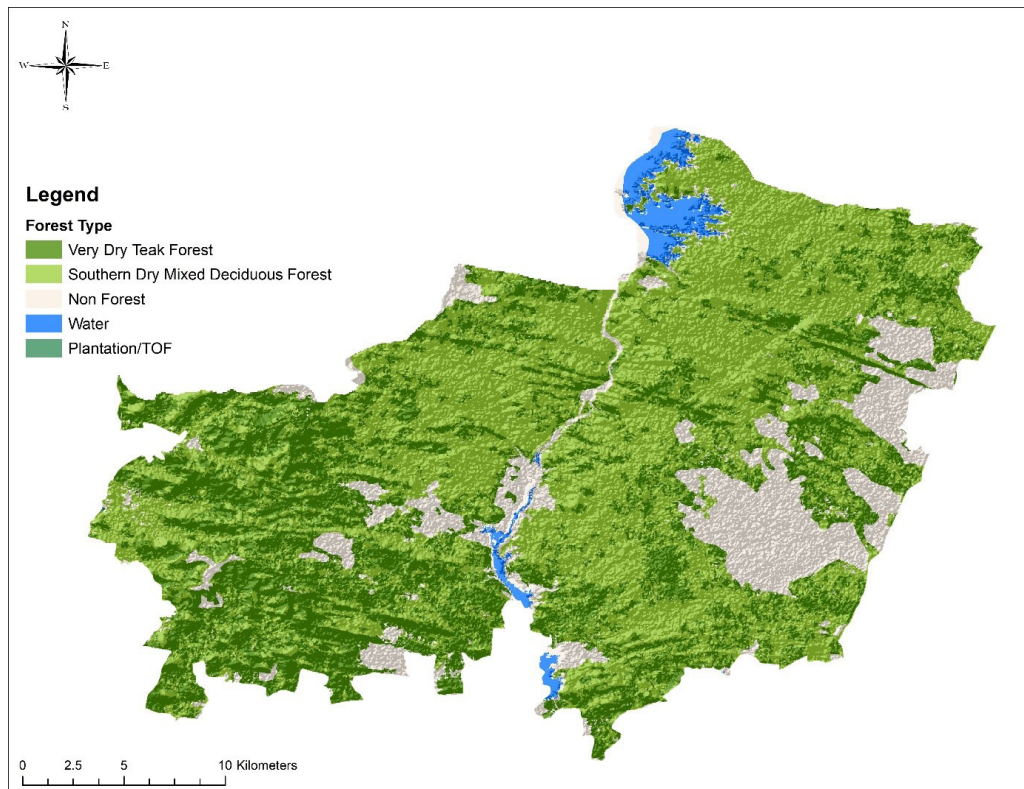 N
W E
S
Legend
Forest Type
Very Dry Teak Forest
Southern Dry Mixed Deciduous Forest
Non Forest
Water
Plantation/TOF
0 2.5 5 10 Kilometers